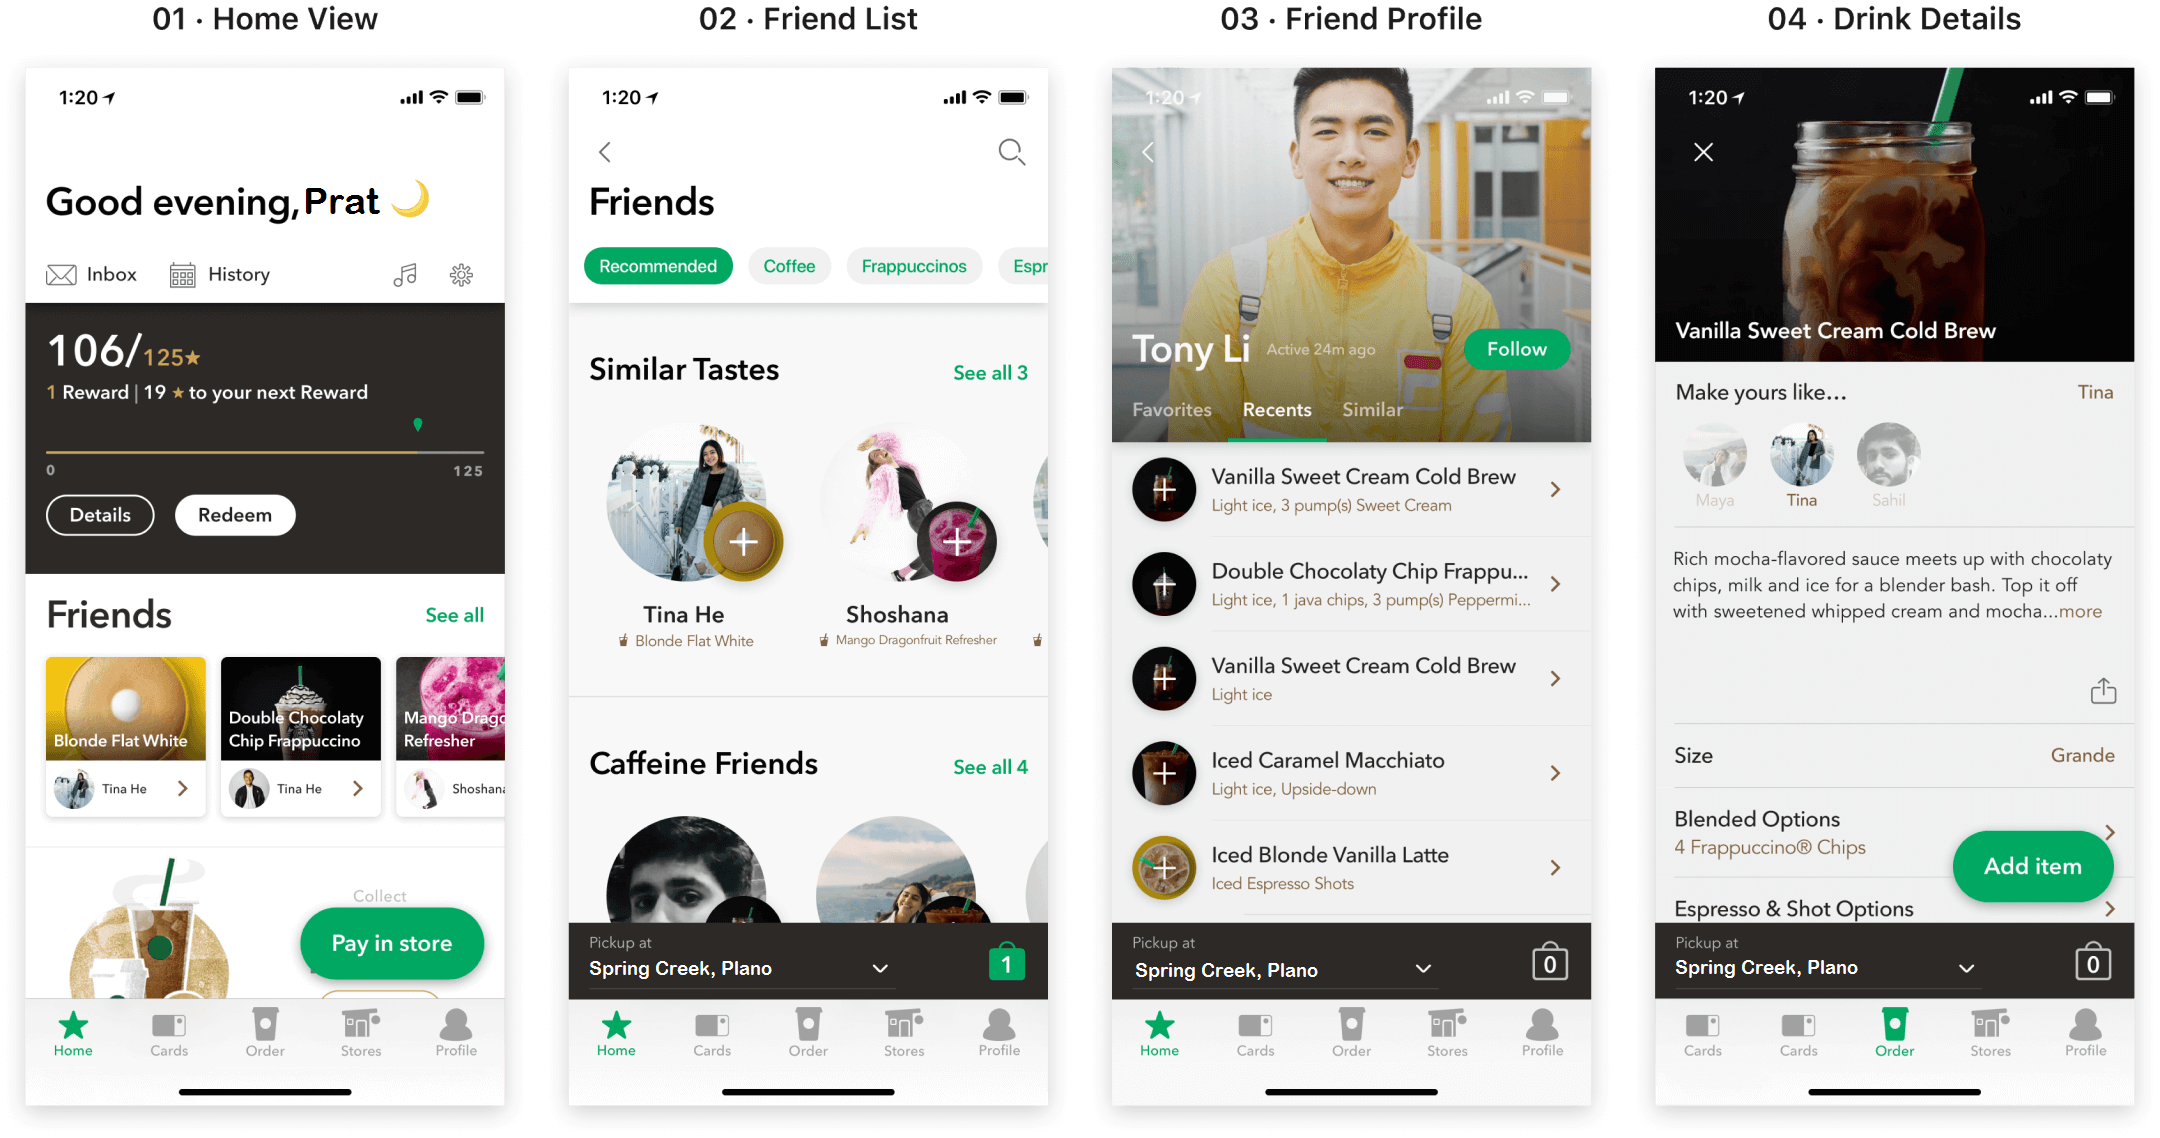 01 · Home View
1:20
Good evening, Prat
Inbox
History
106/125★
1 Reward | 19 ★ to your next Reward
0
125
Details
Redeem
Friends
See all
Blonde Flat White
Tina He
Double Chocolaty
Chip Frappuccino
Tina He
Mango Drago
Refresher
Shoshana
Collect
Pay in store
Home
Cards
Order
Stores
Profile
02 · Friend List
1:20
Friends
Recommended
Coffee
Frappuccinos
Espr
Similar Tastes
See all 3
Tina He
Blonde Flat White
Shoshana
Mango Dragonfruit Refresher
Caffeine Friends
See all 4
Pickup at
Spring Creek, Plano
1
Home
Cards
Order
Stores
Profile
03 · Friend Profile
1:20
Tony Li
Active 24m ago
Follow
Favorites
Recents
Similar
Vanilla Sweet Cream Cold Brew
Light ice, 3 pump(s) Sweet Cream
Double Chocolaty Chip Frappu...
Light ice, 1 java chips, 3 pump(s) Peppermi...
Vanilla Sweet Cream Cold Brew
Light ice
Iced Caramel Macchiato
Light ice, Upside-down
Iced Blonde Vanilla Latte
Iced Espresso Shots
Pickup at
Spring Creek, Plano
0
Home
Cards
Order
Stores
Profile
04 · Drink Details
1:20
Vanilla Sweet Cream Cold Brew
Make yours like...
Tina
Maya
Tina
Sahil
Rich mocha-flavored sauce meets up with chocolaty
chips, milk and ice for a blender bash. Top it off
with sweetened whipped cream and mocha...more
Size
Grande
Blended Options
4 Frappuccino® Chips
Add item
Espresso & Shot Options
Pickup at
Spring Creek, Plano
0
Cards
Cards
Order
Stores
Profile